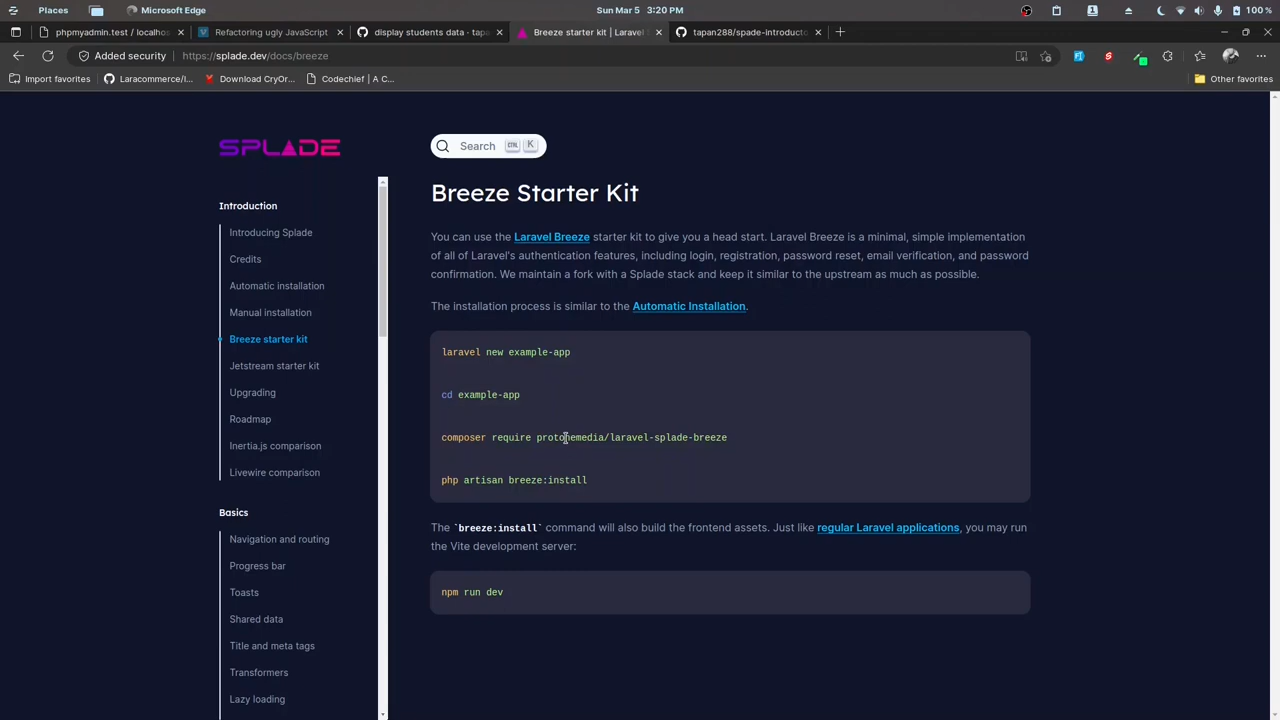 Places
Microsoft Edge
Sun Mar 5 3:20 PM
100 %
phpmyadmin.test / localhos
Refactoring ugly JavaScript
display students data · tapa
Breeze starter kit | Laravel
tapan288/spade-introducto
Added security
https://splade.dev/docs/breeze
Import favorites
Laracommerce/l...
Download CryOr...
Codechief | A C...
Other favorites
SPLADE
Search CTRL K
Introduction
Introducing Splade
Credits
Automatic installation
Manual installation
Breeze starter kit
Jetstream starter kit
Upgrading
Roadmap
Inertia.js comparison
Livewire comparison
Basics
Navigation and routing
Progress bar
Toasts
Shared data
Title and meta tags
Transformers
Lazy loading
Breeze Starter Kit
You can use the Laravel Breeze starter kit to give you a head start. Laravel Breeze is a minimal, simple implementation
of all of Laravel's authentication features, including login, registration, password reset, email verification, and password
confirmation. We maintain a fork with a Splade stack and keep it similar to the upstream as much as possible.
The installation process is similar to the Automatic Installation.
laravel new example-app
cd example-app
composer require protonemedia/laravel-splade-breeze
php artisan breeze:install
The `breeze:install` command will also build the frontend assets. Just like regular Laravel applications, you may run
the Vite development server:
npm run dev